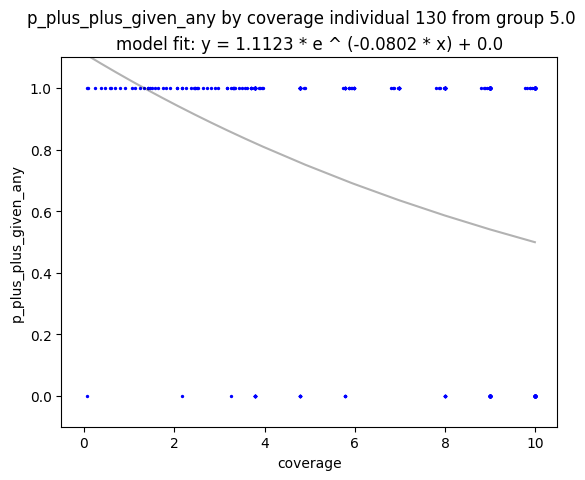 p_plus_plus_given_any by coverage individual 130 from group 5.0
model fit: y = 1.1123 * e ^ (-0.0802 * x) + 0.0
1.0
0.8
0.6
0.4
0.2
0.0
p_plus_plus_given_any
0 2 4 6 8 10
coverage